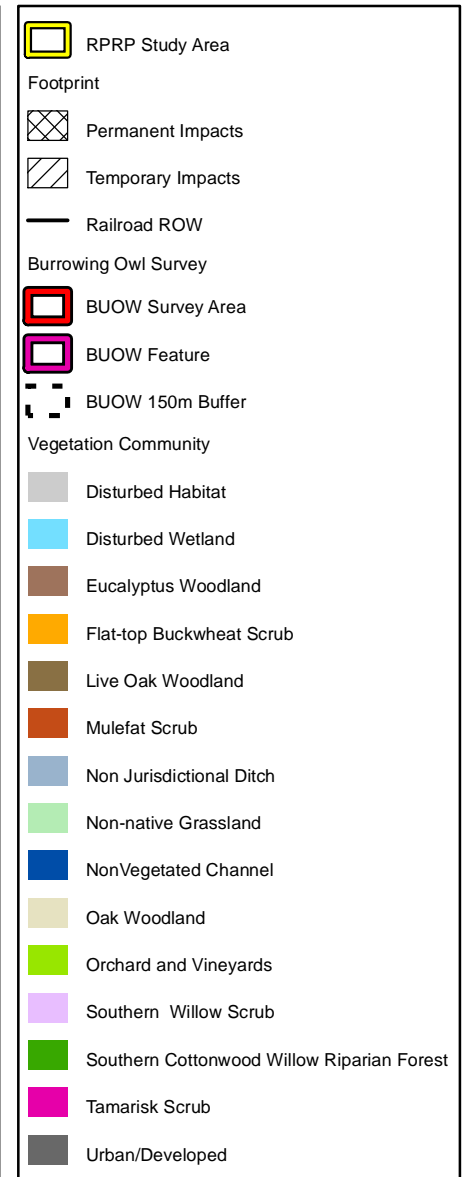 RPRP Study Area
Footprint
Permanent Impacts
Temporary Impacts
Railroad ROW
Burrowing Owl Survey
BUOW Survey Area
BUOW Feature
BUOW 150m Buffer
Vegetation Community
Disturbed Habitat
Disturbed Wetland
Eucalyptus Woodland
Flat-top Buckwheat Scrub
Live Oak Woodland
Mulefat Scrub
Non Jurisdictional Ditch
Non-native Grassland
NonVegetated Channel
Oak Woodland
Orchard and Vineyards
Southern  Willow Scrub
Southern Cottonwood Willow Riparian Forest
Tamarisk Scrub
Urban/Developed